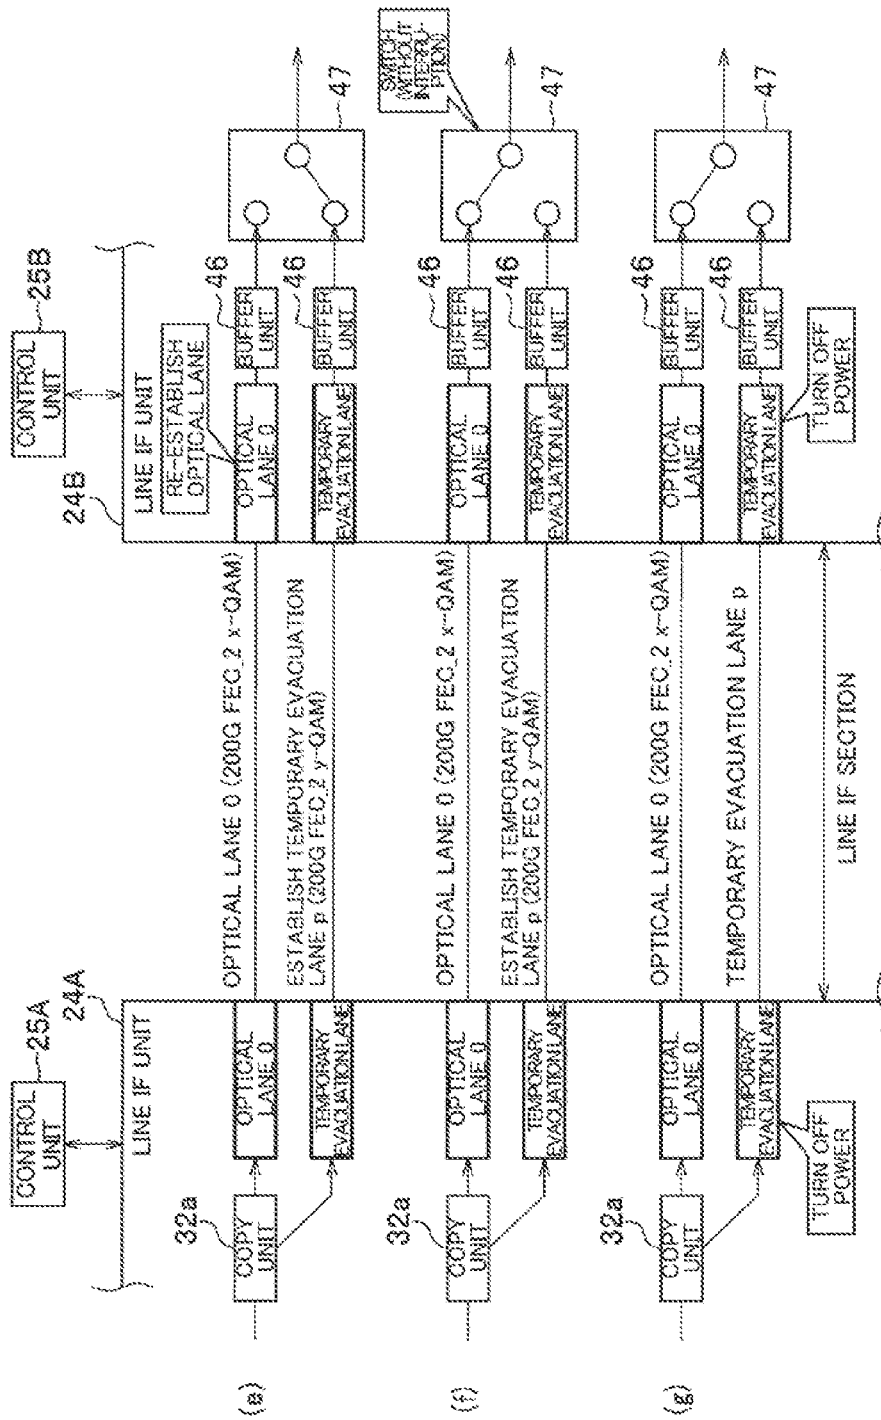 CONTROL
UNIT
25A
24A
LINE IF UNIT
CONTROL
UNIT
25B
24B
LINE IF UNIT
RE-ESTABLISH
OPTICAL LANE
(e)
32a
COPY
UNIT
OPTICAL
LANE 0
OPTICAL LANE 0 (200G FEC_2 x-QAM)
OPTICAL
LANE 0
BUFFER
UNIT
46
TEMPORARY
EVACUATION LANE
ESTABLISH TEMPORARY EVACUATION
LANE p (200G FEC_2 y-QAM)
TEMPORARY
EVACUATION LANE
BUFFER
UNIT
46
47
(f)
32a
COPY
UNIT
OPTICAL
LANE 0
OPTICAL LANE 0 (200G FEC_2 x-QAM)
OPTICAL
LANE 0
BUFFER
UNIT
46
TEMPORARY
EVACUATION LANE
ESTABLISH TEMPORARY EVACUATION
LANE p (200G FEC_2 y-QAM)
TEMPORARY
EVACUATION LANE
BUFFER
UNIT
46
SWITCH
(WITHOUT
INTERRU-
PTION)
47
(g)
32a
COPY
UNIT
OPTICAL
LANE 0
OPTICAL LANE 0 (200G FEC_2 x-QAM)
OPTICAL
LANE 0
BUFFER
UNIT
46
TEMPORARY
EVACUATION LANE
TEMPORARY EVACUATION LANE p
TEMPORARY
EVACUATION LANE
BUFFER
UNIT
46
47
TURN OFF
POWER
TURN OFF
POWER
LINE IF SECTION